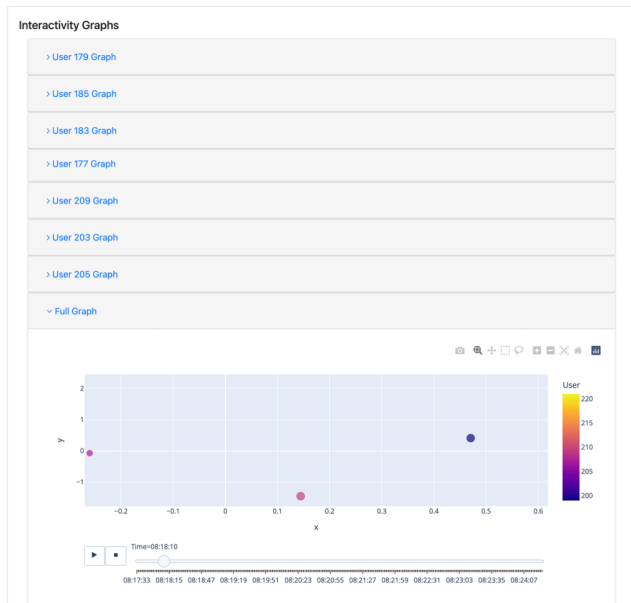 Interactivity Graphs
> User 179 Graph
> User 185 Graph
> User 183 Graph
> User 177 Graph
> User 209 Graph
> User 203 Graph
> User 205 Graph
Full Graph
User
2
1
0
−1
y
220
215
210
205
200
−0.2 −0.1 0 0.1 0.2 0.3 0.4 0.5 0.6
x
Time=08:18:10
08:17:33 08:18:15 08:18:47 08:19:19 08:19:51 08:20:23 08:20:55 08:21:27 08:21:59 08:22:31 08:23:03 08:23:35 08:24:07